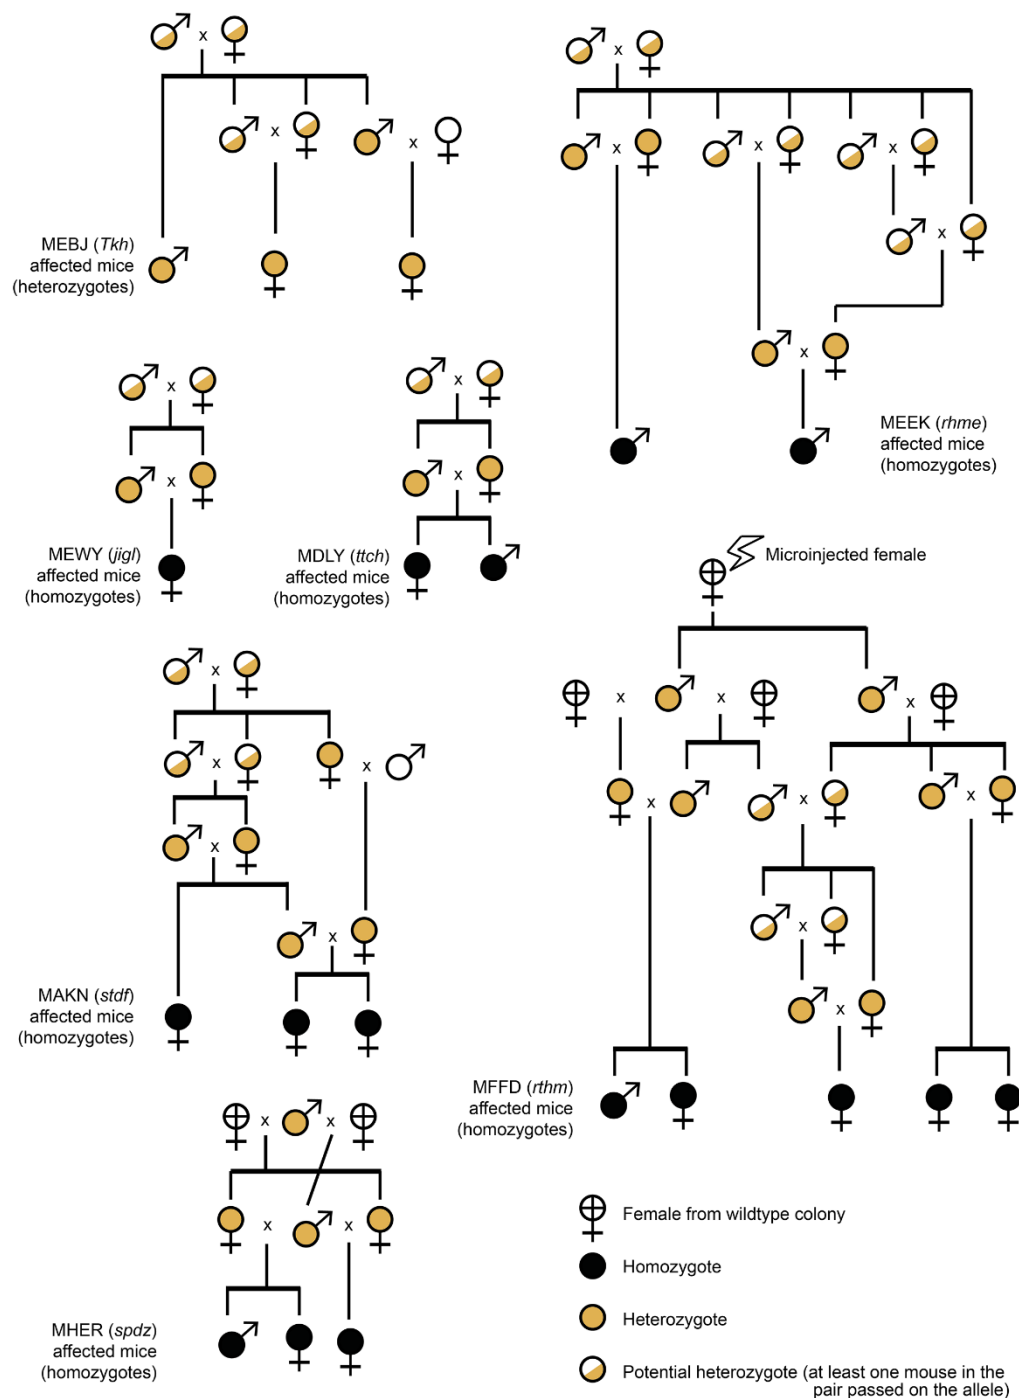 x
x
x
x
x
x
MEBJ (Tkh)
affected mice
(heterozygotes)
x
x
x
x
MEEK (rhme)
affected mice
(homozygotes)
x
x
MEWY (jigl)
affected mice
(homozygotes)
x
x
MDLY (ttch)
affected mice
(homozygotes)
Microinjected female
x
x
x
x
x
MAKN (stdf)
affected mice
(homozygotes)
x
x
x
x
x
x
x
x
MFFD (rthm)
affected mice
(homozygotes)
x
x
x
x
MHER (spdz)
affected mice
(homozygotes)
Female from wildtype colony
Homozygote
Heterozygote
Potential heterozygote (at least one mouse in the
pair passed on the allele)